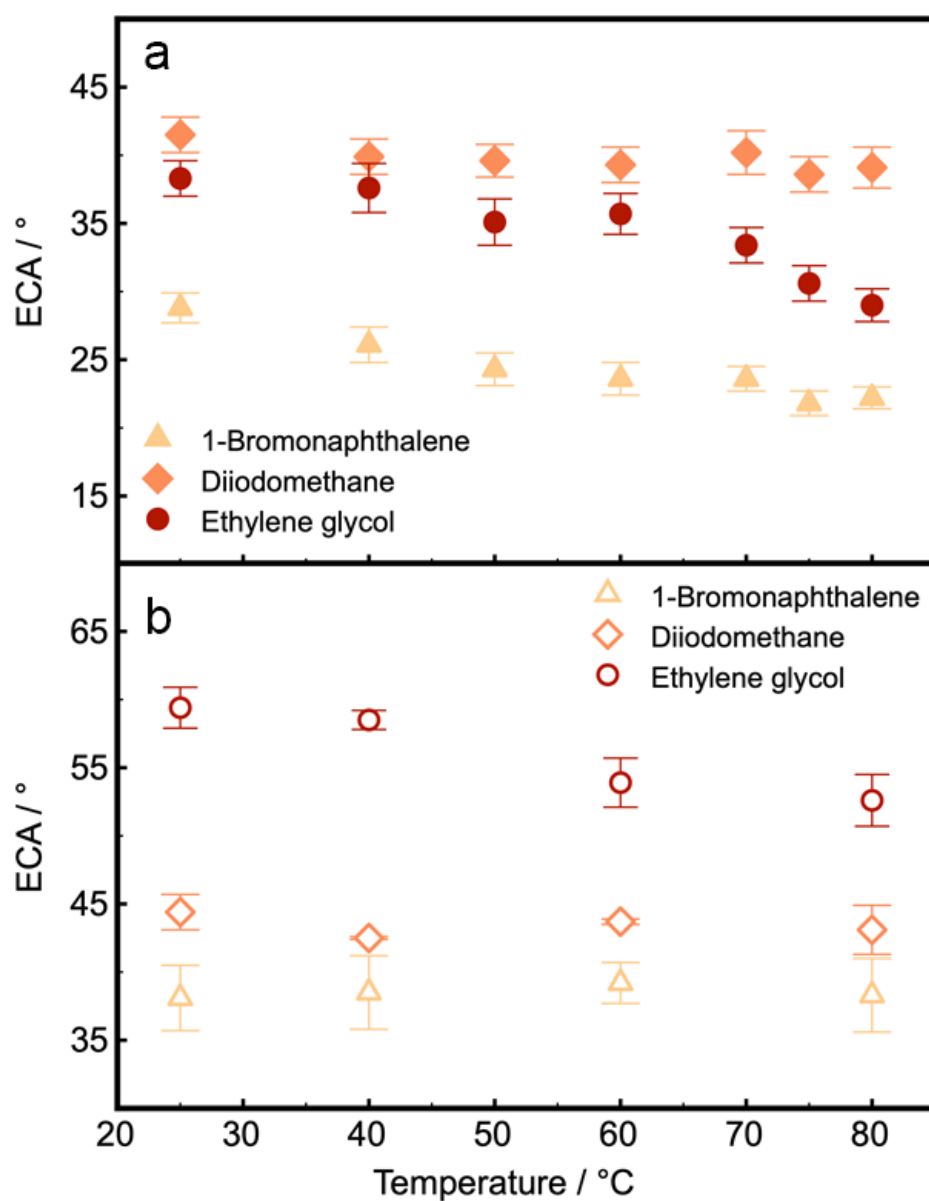 a
45
35
25
15
ECA / °
1-Bromonaphthalene
Diiodomethane
Ethylene glycol
b
65
55
45
35
ECA / °
1-Bromonaphthalene
Diiodomethane
Ethylene glycol
20 30 40 50 60 70 80
Temperature / °C